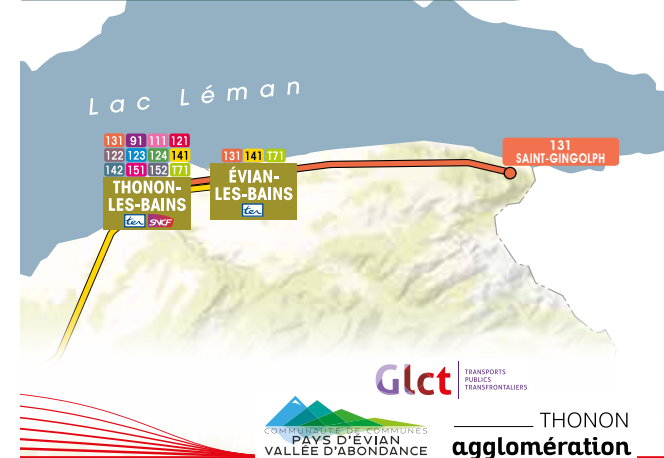 Lac Léman
131 91 111 121
122 123 124 141
142 151 152 T71
THONON-
LES-BAINS
ter SNCF
131 141 T71
ÉVIAN-
LES-BAINS
ter
131
SAINT-GINGOLPH
Glct
TRANSPORTS
PUBLICS
TRANSFRONTALIERS
COMMUNAUTÉ DE COMMUNES
PAYS D'ÉVIAN
VALLÉE D'ABONDANCE
THONON
agglomération